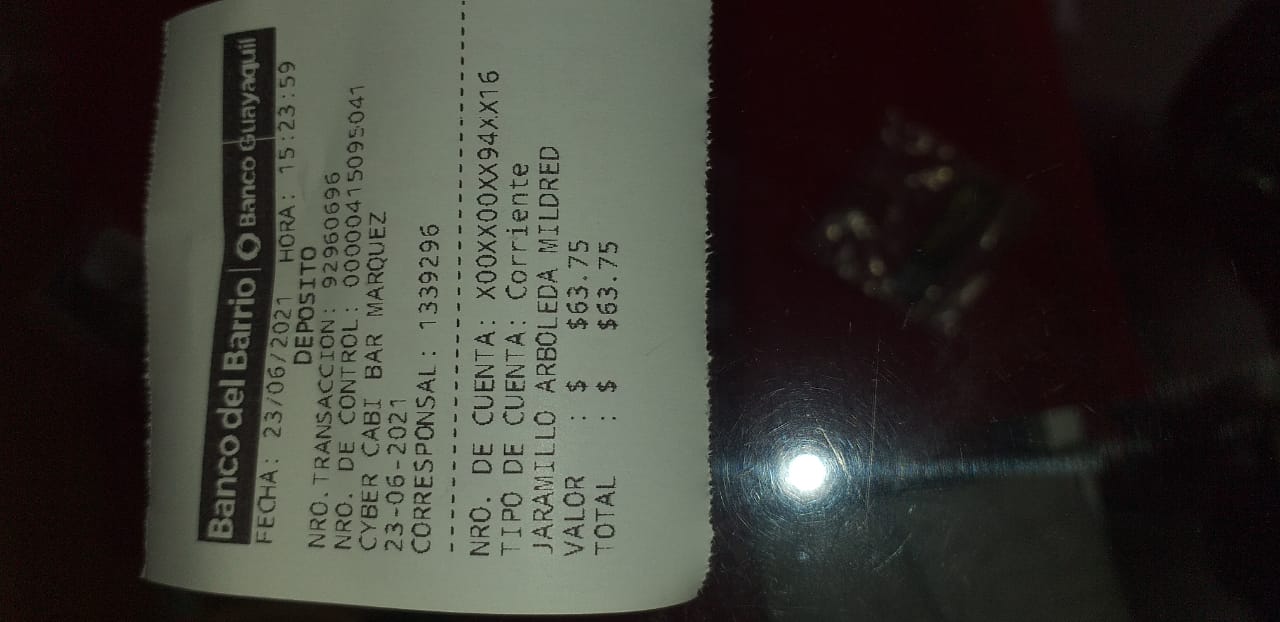 Banco del Barrio | Banco Guayaquil
FECHA: 23/06/2021 HORA: 15:23:59
DEPOSITO
NRO.TRANSACCION: 92960696
NRO. DE CONTROL: 0000041509504​1
CYBER CABI BAR MARQUEZ
23-06-2021
CORRESPONSAL: 1339296
--------------------------------
NRO. DE CUENTA: X00XX00XX94XX16
TIPO DE CUENTA: Corriente
JARAMILLO ARBOLEDA MILDRED
VALOR : $ $63.75
TOTAL : $ $63.75